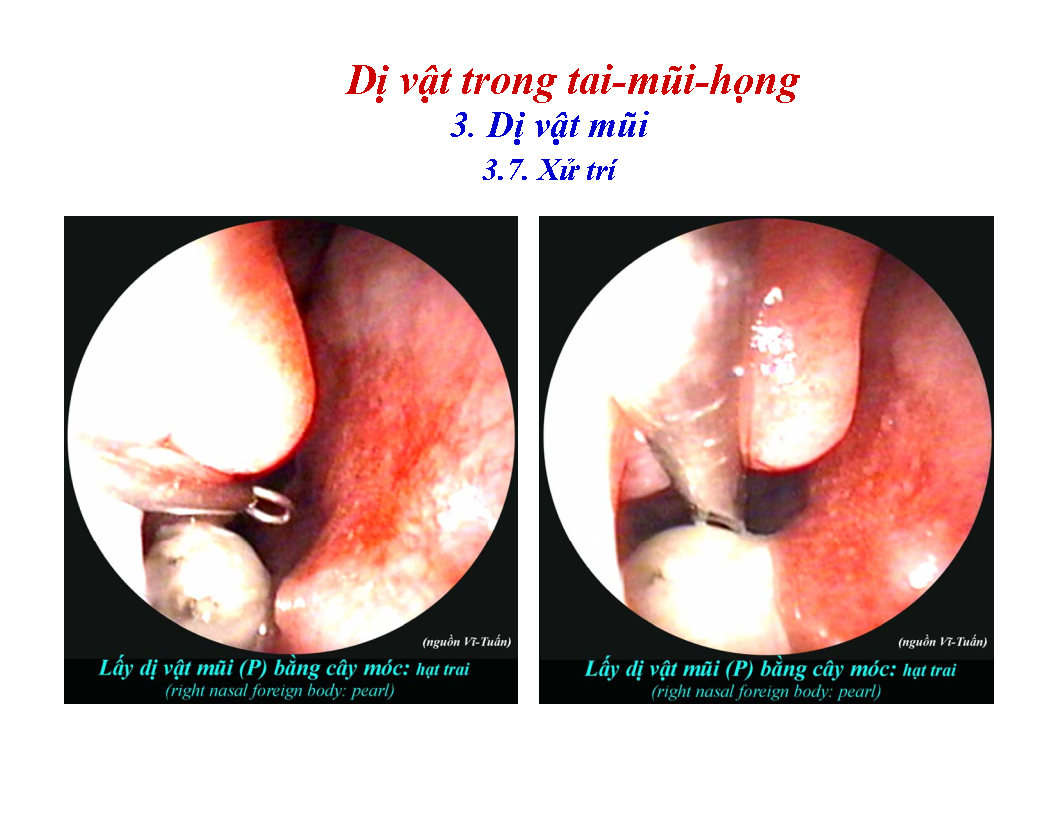 Dị vật trong tai-mũi-họng
3. Dị vật mũi
3.7. Xử trí
(nguồn Vĩ-Tuấn)
Lấy dị vật mũi (P) bằng cây móc: hạt trai
(right nasal foreign body: pearl)
(nguồn Vĩ-Tuấn)
Lấy dị vật mũi (P) bằng cây móc: hạt trai
(right nasal foreign body: pearl)